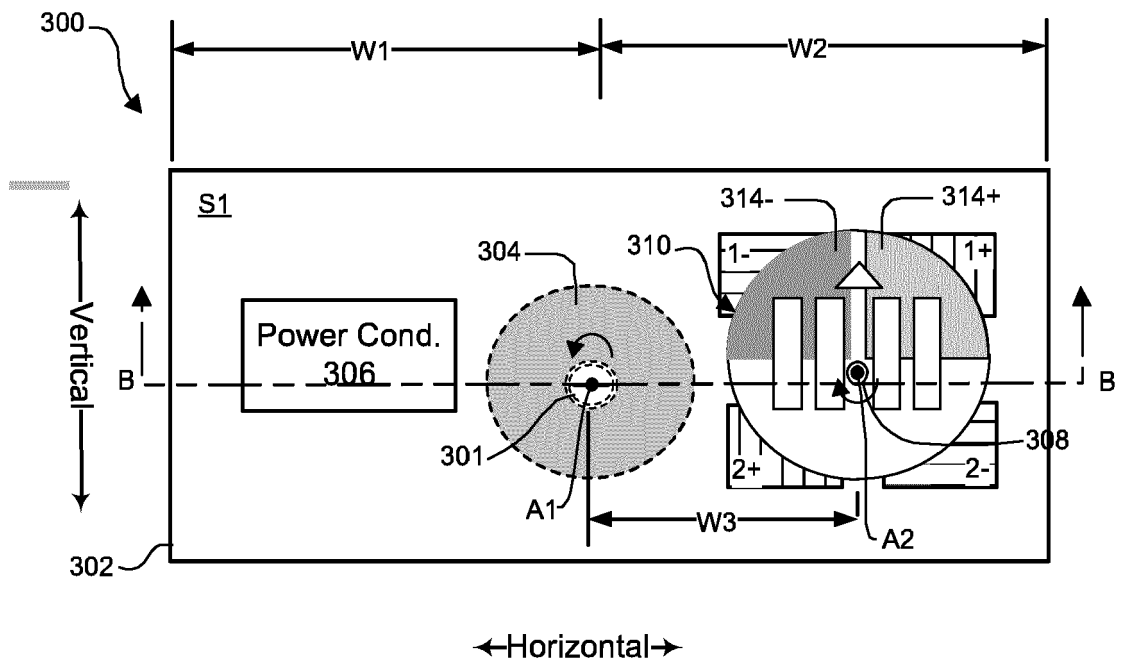 300
W1
W2
S1
314-
314+
304
310
1-
1+
Vertical
Power Cond.
306
B
B
301
2+
2-
308
A1
W3
A2
302
Horizontal